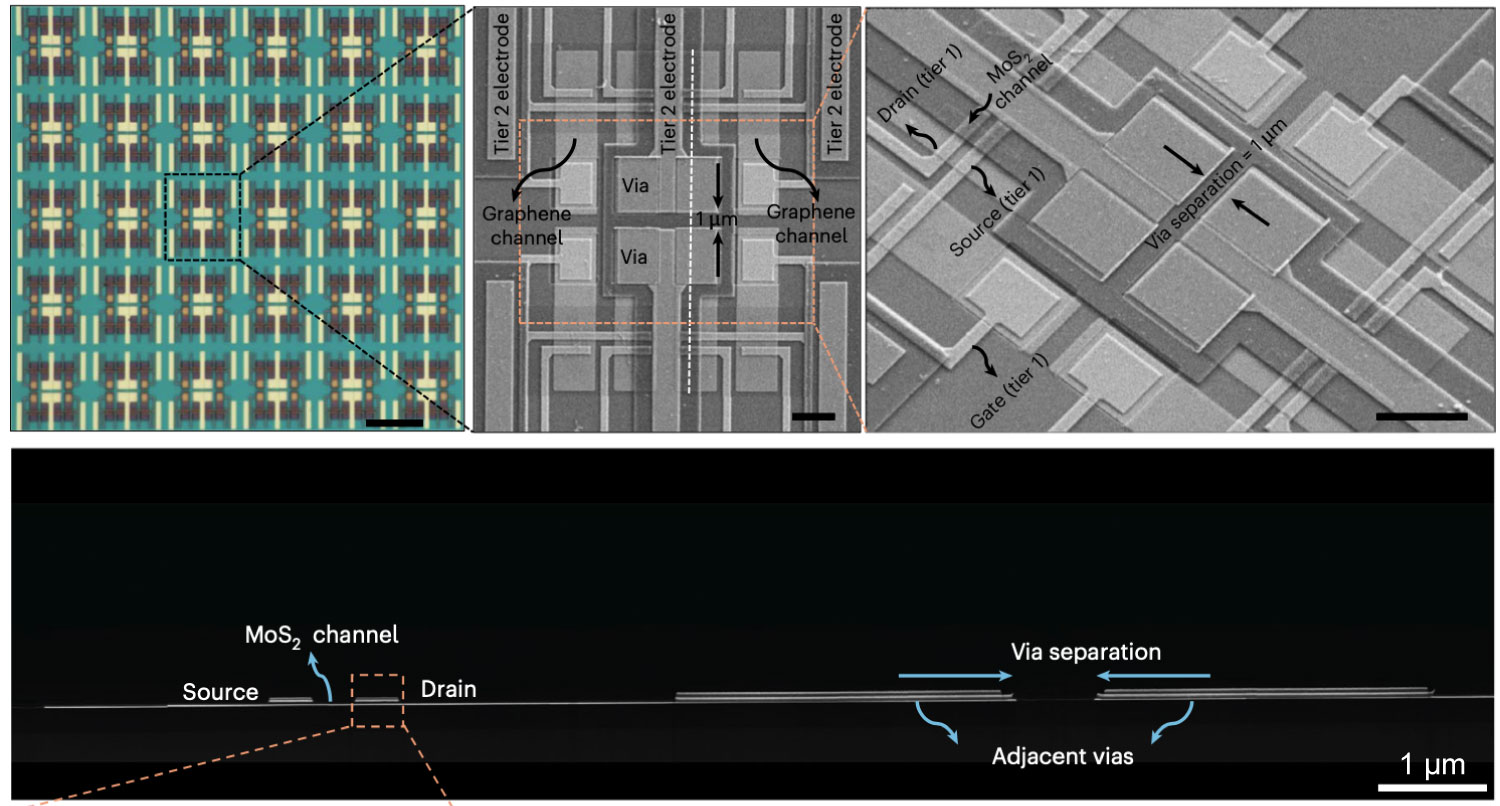 Tier 2 electrode
Tier 2 electrode
Tier 2 electrode
Graphene
channel
Via
Via
1 µm
Graphene
channel
Drain (tier 1)
MoS₂
channel
Source (tier 1)
Via separation = 1 µm
Gate (tier 1)
MoS₂ channel
Source
Drain
Via separation
Adjacent vias
1 µm